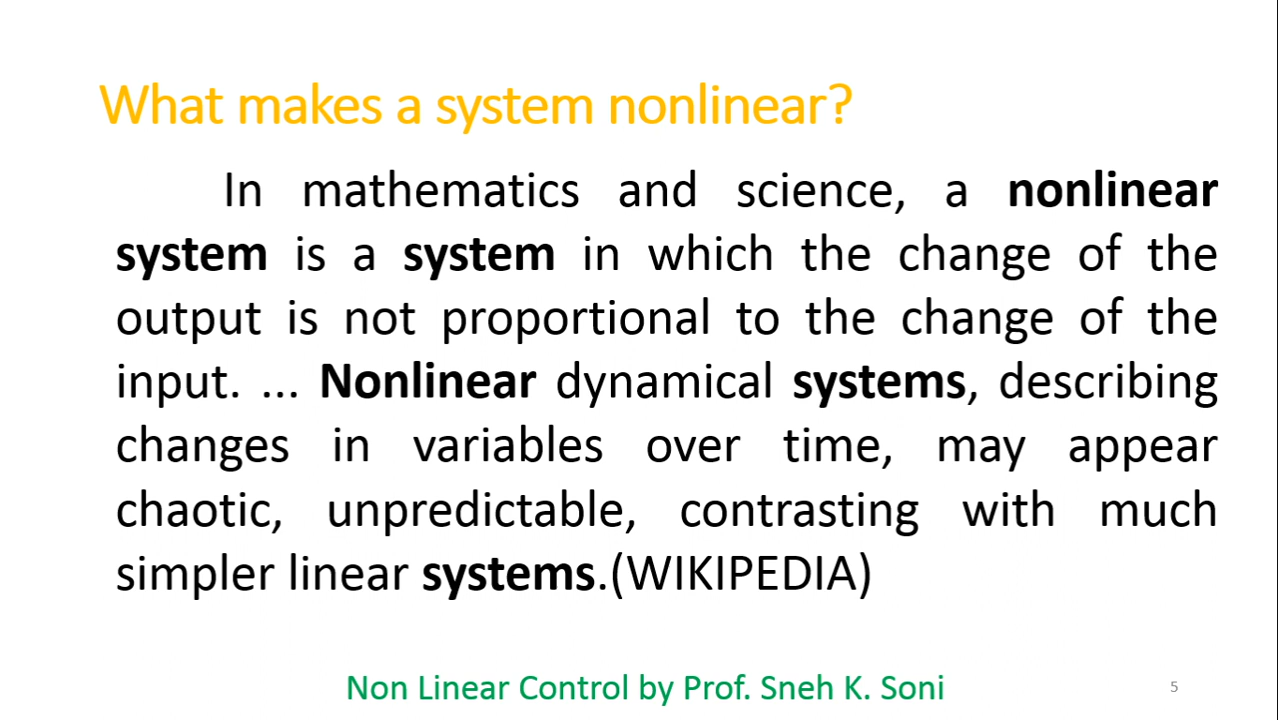 What makes a system nonlinear?
In mathematics and science, a nonlinear
system is a system in which the change of the
output is not proportional to the change of the
input. ... Nonlinear dynamical systems, describing
changes in variables over time, may appear
chaotic, unpredictable, contrasting with much
simpler linear systems.(WIKIPEDIA)
Non Linear Control by Prof. Sneh K. Soni
5